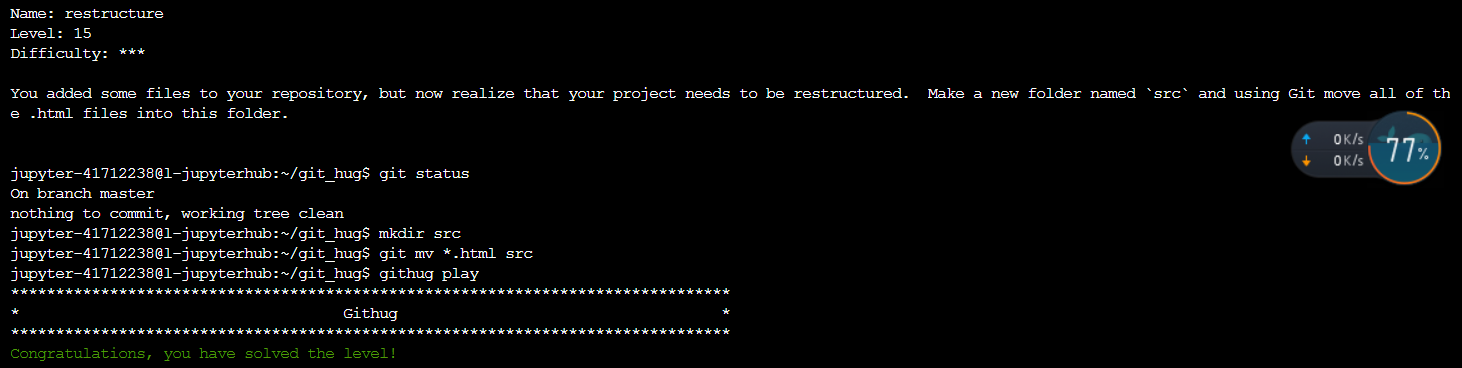 Name: restructure
Level: 15
Difficulty: ***
You added some files to your repository, but now realize that your project needs to be restructured.  Make a new folder named `src` and using Git move all of th
e .html files into this folder.
0K/s
0K/s
77%
jupyter-41712238@l-jupyterhub:~/git_hug$ git status
On branch master
nothing to commit, working tree clean
jupyter-41712238@l-jupyterhub:~/git_hug$ mkdir src
jupyter-41712238@l-jupyterhub:~/git_hug$ git mv *.html src
jupyter-41712238@l-jupyterhub:~/git_hug$ githug play
********************************************************************************
*                                    Githug                                    *
********************************************************************************
Congratulations, you have solved the level!